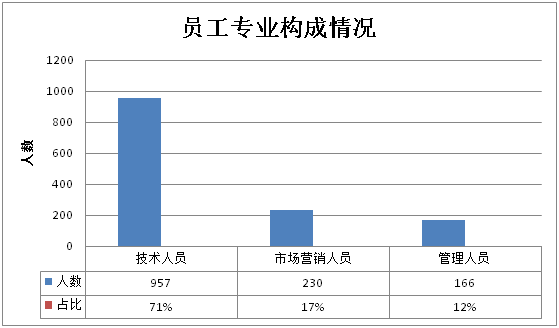 员工专业构成情况
1200
1000
800
600
400
200
0
人数
技术人员 市场营销人员 管理人员
人数 957 230 166
占比 71% 17% 12%